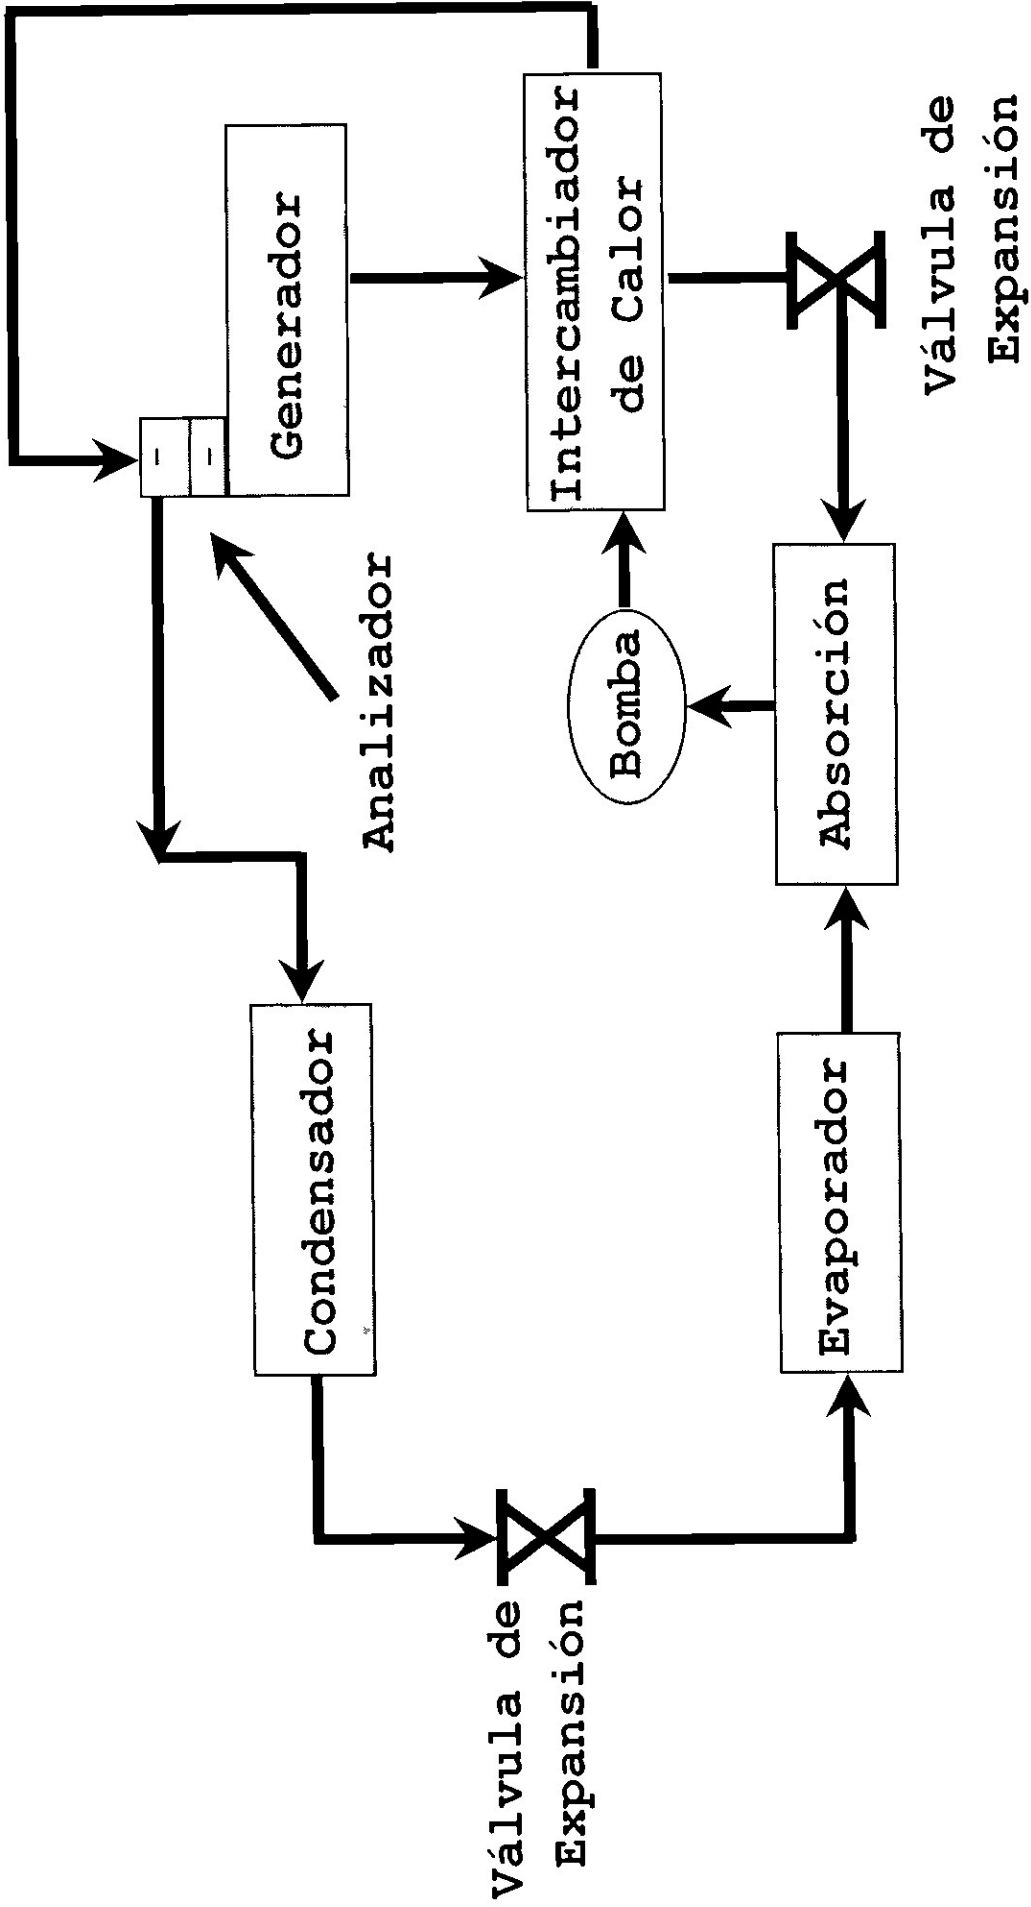 Analizador
Generador
Condensador
Válvula de
Expansión
Bomba
Intercambiador
de Calor
Evaporador
Absorción
Válvula de
Expansión